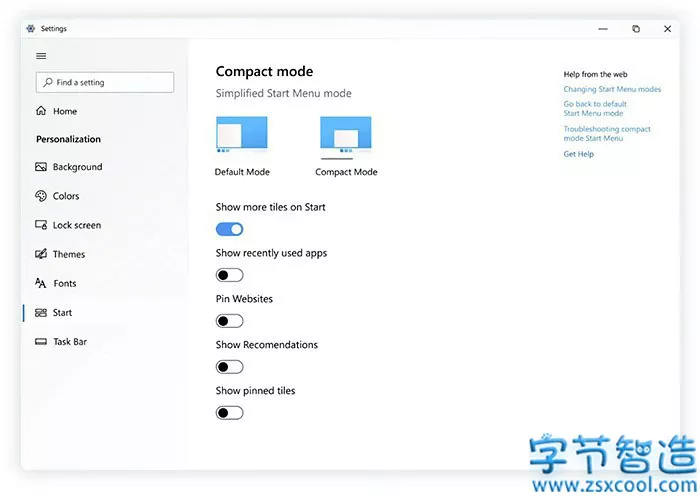 Settings
Find a setting
Home
Personalization
Background
Colors
Lock screen
Themes
Fonts
Start
Task Bar
Compact mode
Simplified Start Menu mode
Default Mode
Compact Mode
Show more tiles on Start
Show recently used apps
Pin Websites
Show Recomendations
Show pinned tiles
Help from the web
Changing Start Menu modes
Go back to default
Start Menu mode
Troubleshooting compact
mode Start Menu
Get Help
字节智造
www.zsxcool.com